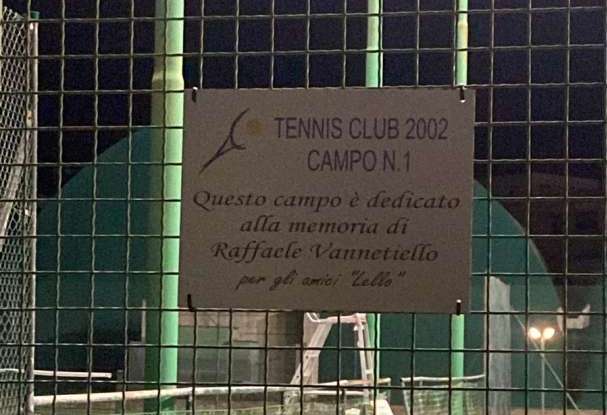 TENNIS CLUB 2002
CAMPO N.1
Questo campo è dedicato
alla memoria di
Raffaele Vannetiello
per gli amici "Lello"